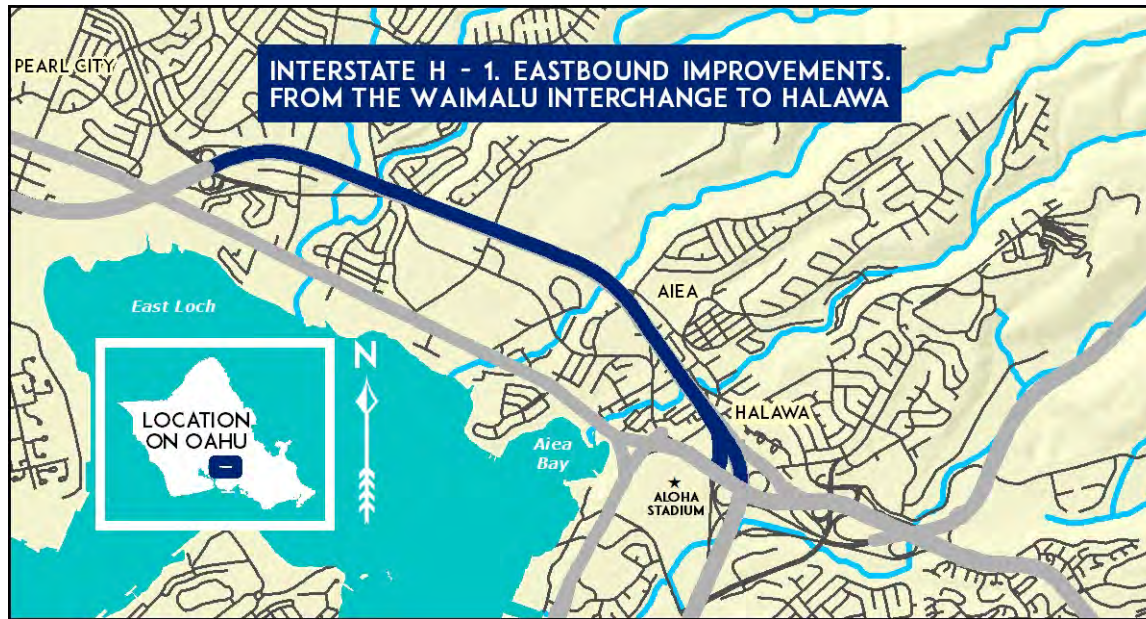 PEARL CITY
INTERSTATE H - 1. EASTBOUND IMPROVEMENTS.
FROM THE WAIMALU INTERCHANGE TO HALAWA
East Loch
AIEA
N
LOCATION
ON OAHU
HALAWA
Aiea
Bay
ALOHA
STADIUM